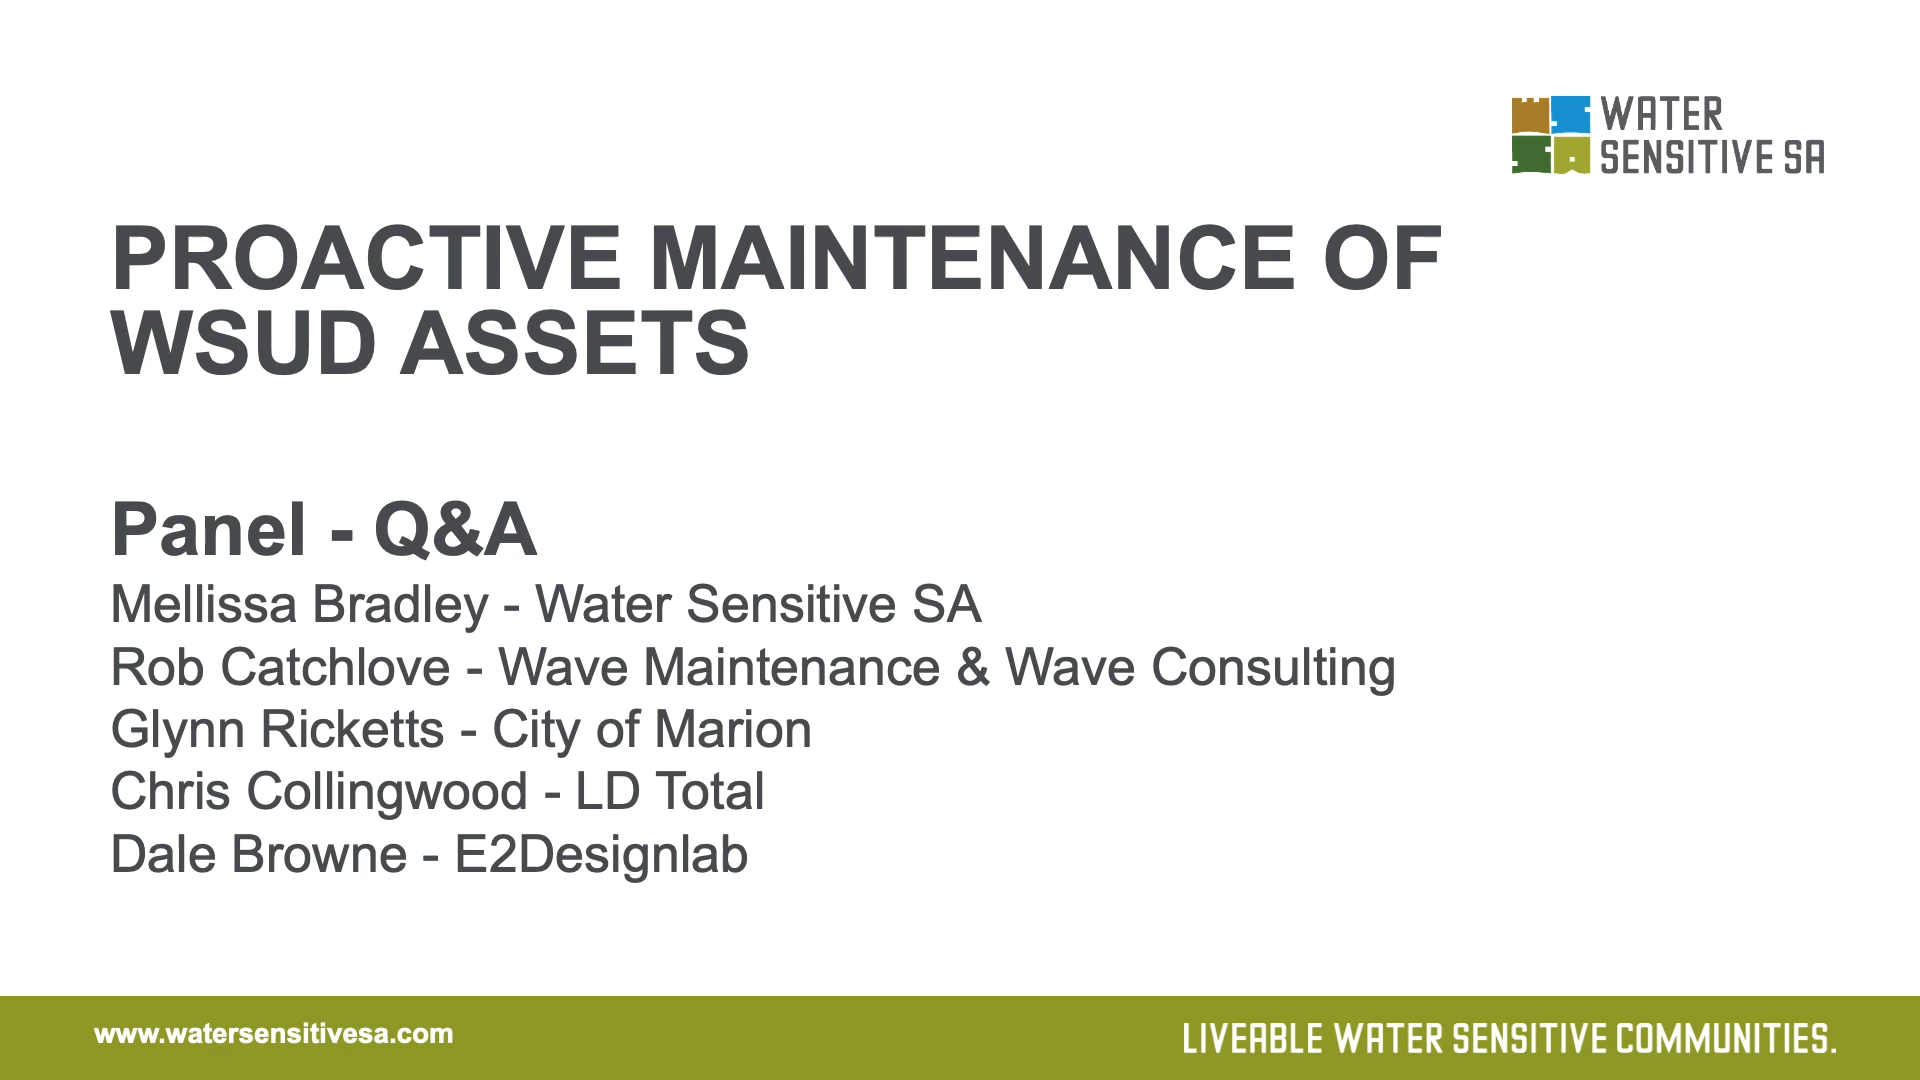 WATER
SENSITIVE SA
PROACTIVE MAINTENANCE OF
WSUD ASSETS
Panel - Q&A
Mellissa Bradley - Water Sensitive SA
Rob Catchlove - Wave Maintenance & Wave Consulting
Glynn Ricketts - City of Marion
Chris Collingwood - LD Total
Dale Browne - E2Designlab
www.watersensitivesa.com
LIVEABLE WATER SENSITIVE COMMUNITIES.